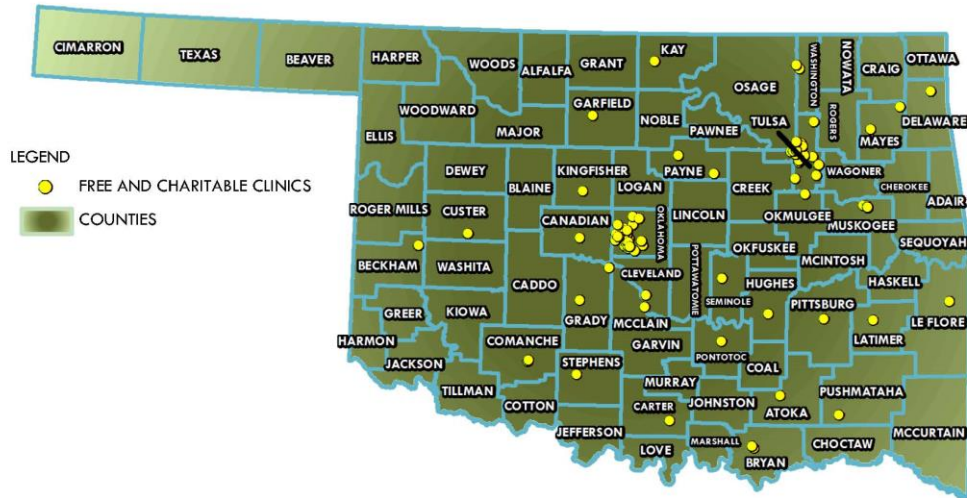 CIMARRON
TEXAS
BEAVER
HARPER
WOODS
ALFALFA
GRANT
KAY
OSAGE
WASHINGTON
NOWATA
CRAIG
OTTAWA
WOODWARD
ELLIS
MAJOR
GARFIELD
NOBLE
PAWNEE
TULSA
ROGERS
MAYES
DELAWARE
LEGEND
FREE AND CHARITABLE CLINICS
COUNTIES
DEWEY
BLAINE
KINGFISHER
LOGAN
PAYNE
CREEK
WAGONER
CHEROKEE
ADAIR
ROGER MILLS
CUSTER
CANADIAN
OKLAHOMA
LINCOLN
OKMULGEE
MUSKOGEE
SEQUOYAH
BECKHAM
WASHITA
CADDO
CLEVELAND
POTTAWATOMIE
SEMINOLE
OKFUSKEE
MCINTOSH
HUGHES
HASKELL
PITTSBURG
GREER
KIOWA
GRADY
MCCLAIN
LATIMER
LE FLORE
HARMON
JACKSON
COMANCHE
STEPHENS
GARVIN
PONTOTOC
COAL
TILLMAN
COTTON
MURRAY
JOHNSTON
ATOKA
PUSHMATAHA
JEFFERSON
CARTER
LOVE
MARSHALL
BRYAN
CHOCTAW
MCCURTAIN